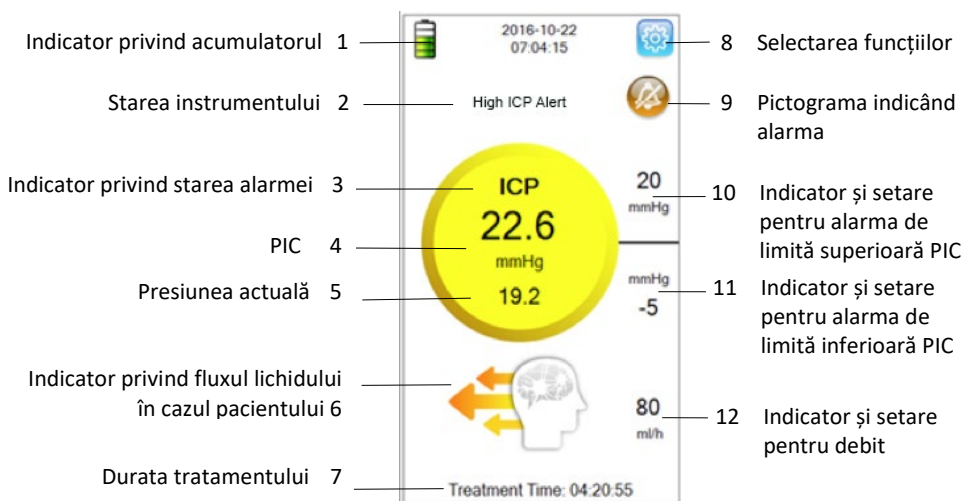 Indicator privind acumulatorul 1
Starea instrumentului 2
Indicator privind starea alarmei 3
PIC 4
Presiunea actuală 5
Indicator privind fluxul lichidului
în cazul pacientului 6
Durata tratamentului 7
2016-10-22
07:04:15
High ICP Alert
ICP
22.6
mmHg
19.2
20
mmHg
mmHg
-5
80
ml/h
Treatment Time: 04:20:55
8 Selectarea funcțiilor
9 Pictograma indicând
alarma
10 Indicator și setare
pentru alarma de
limită superioară PIC
11 Indicator și setare
pentru alarma de
limită inferioară PIC
12 Indicator și setare
pentru debit